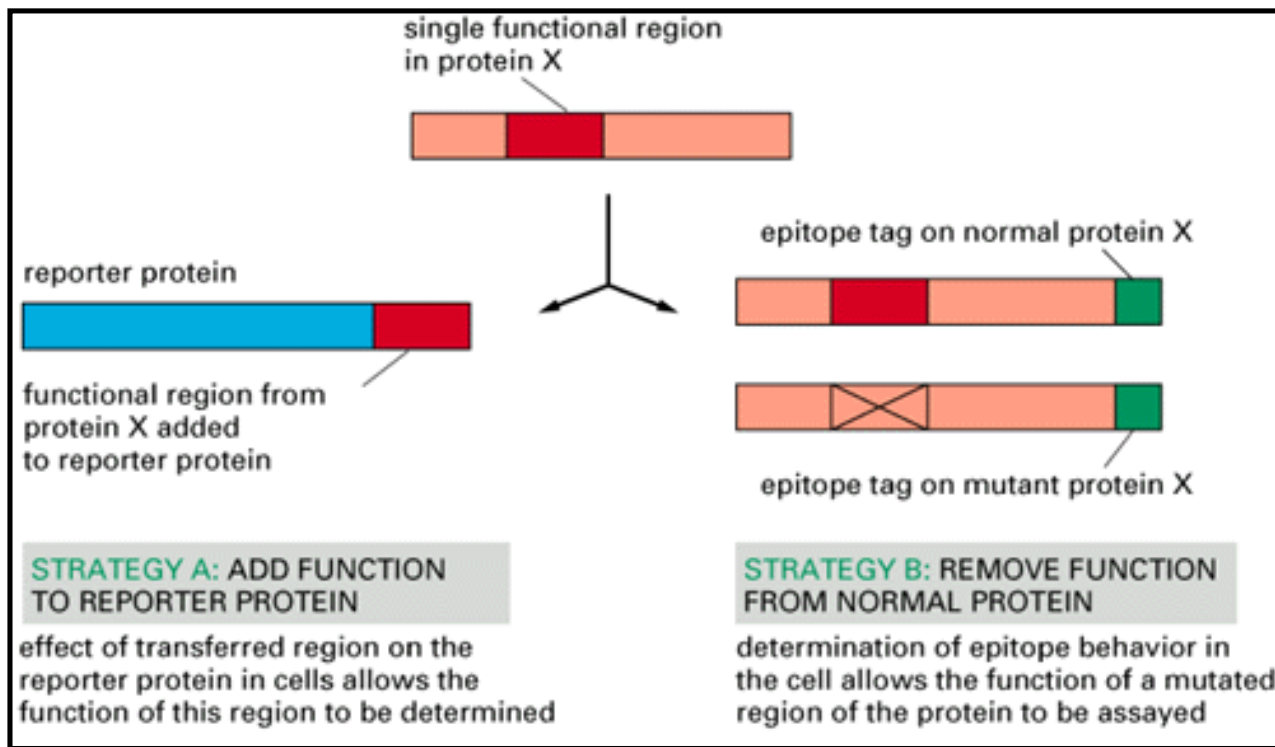 single functional region
in protein X
reporter protein
functional region from
protein X added
to reporter protein
epitope tag on normal protein X
epitope tag on mutant protein X
STRATEGY A: ADD FUNCTION
TO REPORTER PROTEIN
effect of transferred region on the
reporter protein in cells allows the
function of this region to be determined
STRATEGY B: REMOVE FUNCTION
FROM NORMAL PROTEIN
determination of epitope behavior in
the cell allows the function of a mutated
region of the protein to be assayed